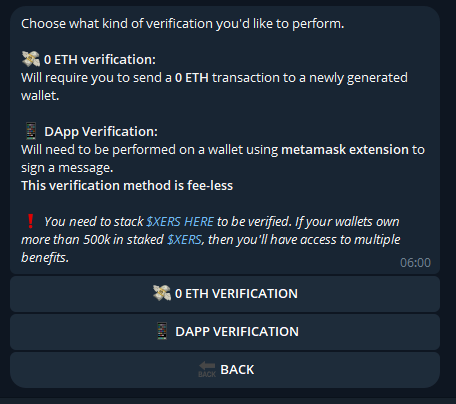 Choose what kind of verification you'd like to perform.
0 ETH verification:
Will require you to send a 0 ETH transaction to a newly generated
wallet.
DApp Verification:
Will need to be performed on a wallet using metamask extension to
sign a message.
This verification method is fee-less
You need to stack $XERS HERE to be verified. If your wallets own
more than 500k in staked $XERS, then you'll have access to multiple
benefits.
06:00
0 ETH VERIFICATION
DAPP VERIFICATION
BACK BACK